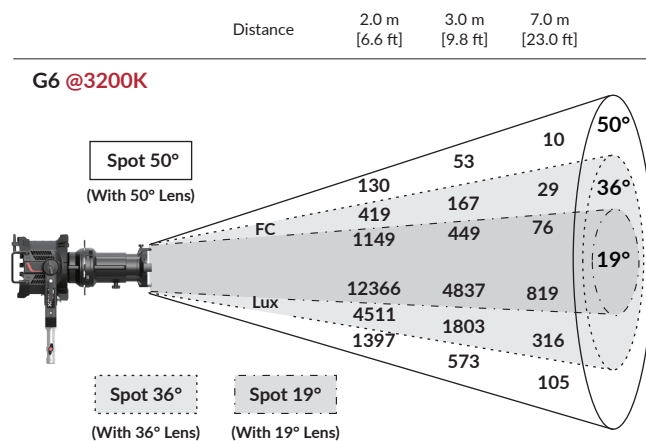 Distance 2.0 m 3.0 m 7.0 m
[6.6 ft] [9.8 ft] [23.0 ft]
G6 @3200K
50°
10
Spot 50°
53
(With 50° Lens)
130
29
36°
167
419
FC
76
449
1149
19°
12366
4837
819
Lux
4511
1803
1397
316
573
105
Spot 36° Spot 19°
(With 36° Lens) (With 19° Lens)